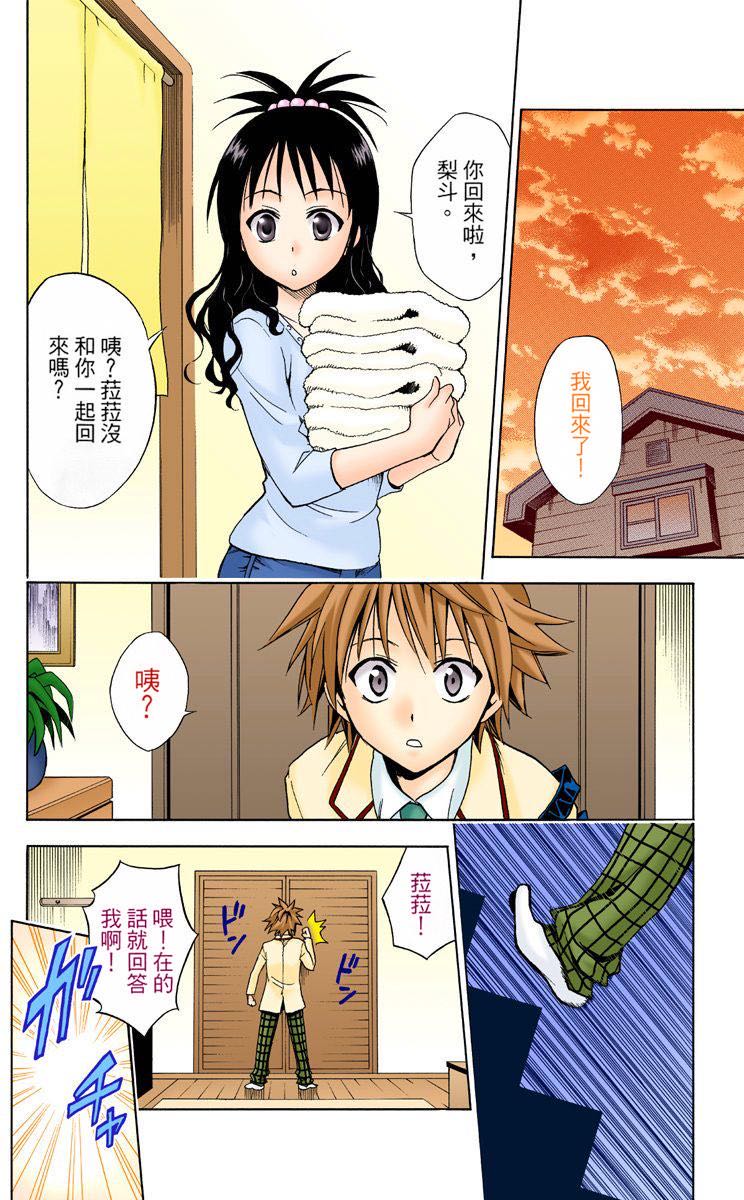 我回來了！
你回來啦，
梨斗。
咦？菈菈沒
和你一起回
來嗎？
咦？
菈菈！
ドン
ドン
喂！在的
話就回答
我啊！
ガチャ